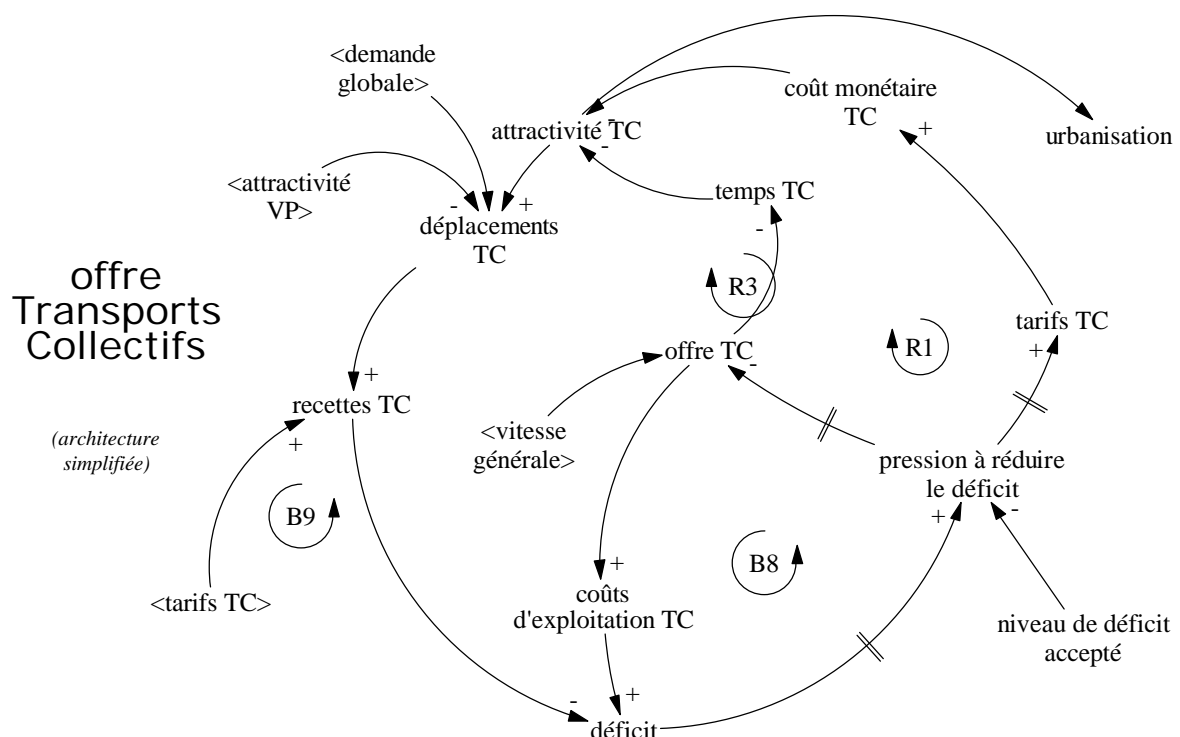 <demande
globale>
coût monétaire
TC
attractivité TC
urbanisation
-
-
+
<attractivité
VP>
temps TC
-
+
déplacements
TC
-
offre
Transports
Collectifs
R3
tarifs TC
+
R1
offre TC
-
+
recettes TC
+
(architecture
simplifiée)
<vitesse
générale>
pression à réduire
le déficit
+
-
B9
B8
+
coûts
d'exploitation TC
<tarifs TC>
niveau de déficit
accepté
-
+
déficit